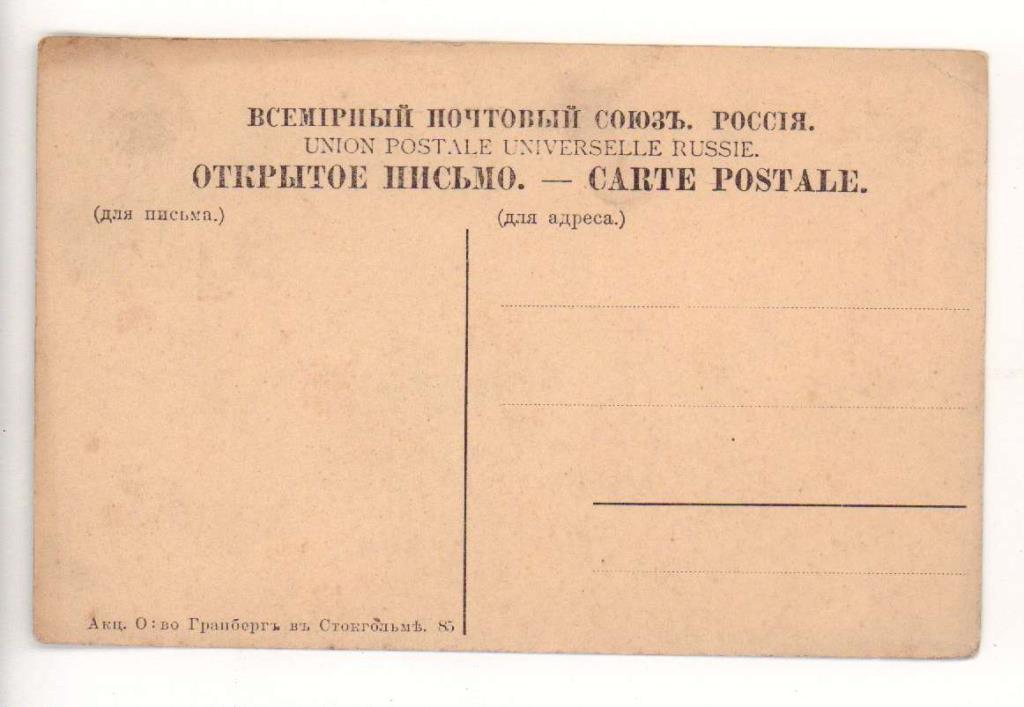 ВСЕМІРНЫЙ ПОЧТОВЫЙ СОЮЗЪ. РОССІЯ.
UNION POSTALE UNIVERSELLE RUSSIE.
ОТКРЫТОЕ ПИСЬМО. — CARTE POSTALE.
(для письма.)
(для адреса.)
Акц. О:во Гранбергъ въ Стокгольмѣ. 85